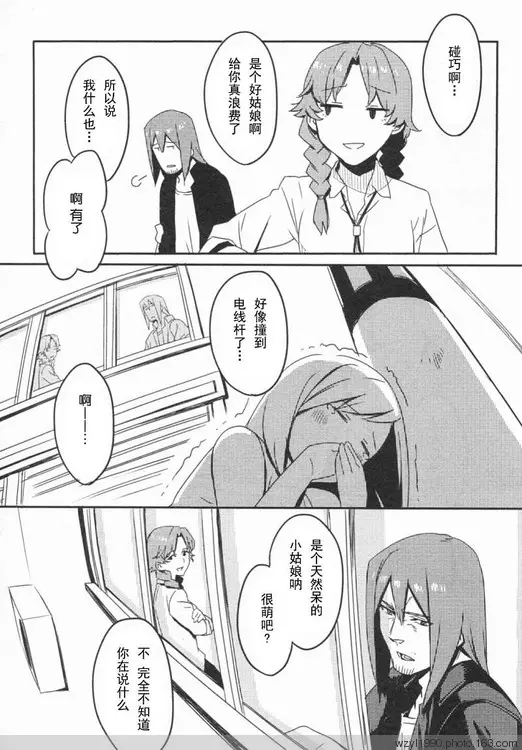 碰巧啊…
是个好姑娘啊
给你真浪费了
所以说
我什么也…
啊 有了
好像撞到
电线杆了…
啊——…
是个天然呆的
小姑娘呐
很萌吧?
不 完全不知道
你在说什么
wzyl1990.photo.163.com